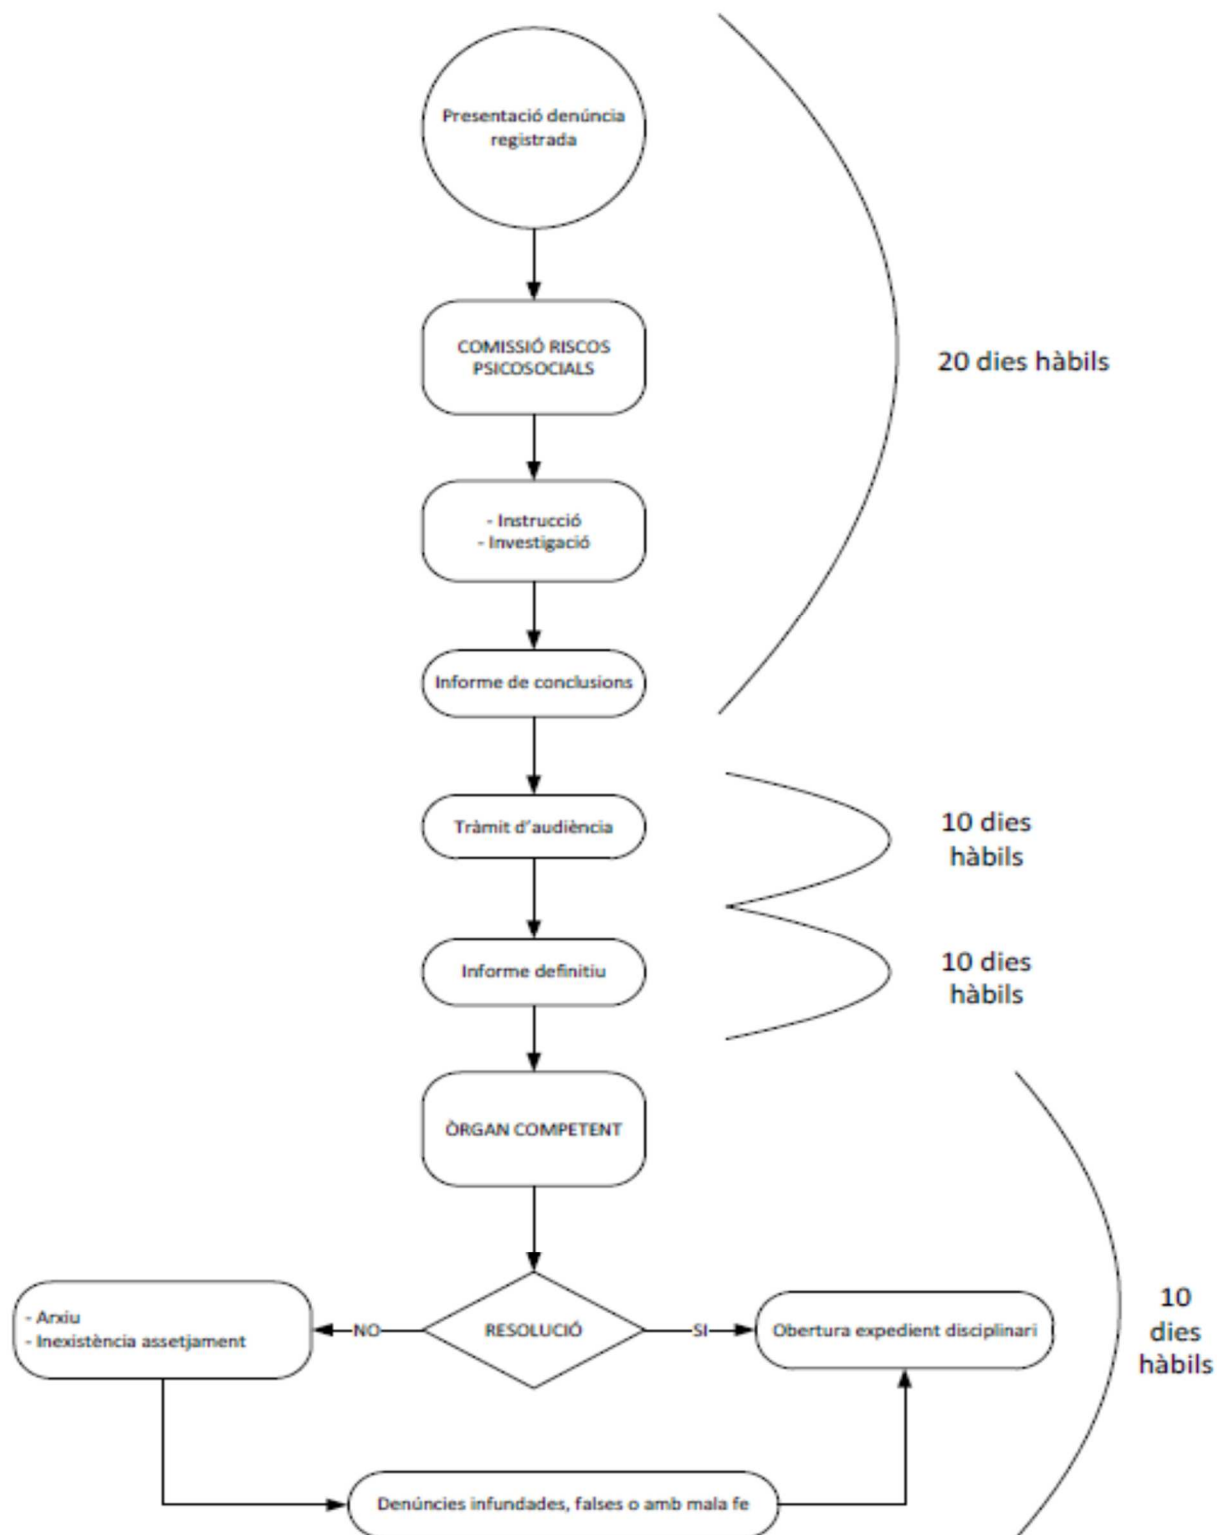 Presentació denúncia
registrada
COMISSIÓ RISCOS
PSICOSOCIALS
20 dies hàbils
- Instrucció
- Investigació
Informe de conclusions
Tràmit d'audiència
10 dies
hàbils
Informe definitiu
10 dies
hàbils
ÒRGAN COMPETENT
- Arxiu
- Inexistència assetjament
NO
RESOLUCIÓ
SI
Obertura expedient disciplinari
10
dies
hàbils
Denúncies infundades, falses o amb mala fe